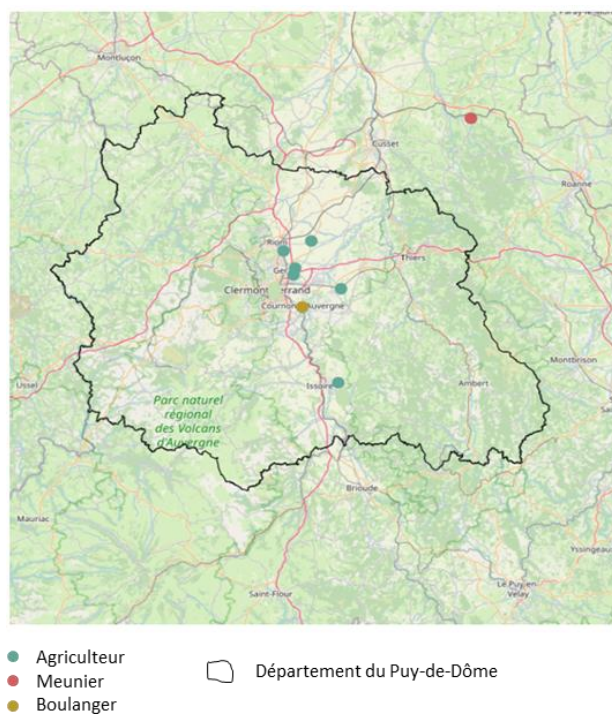 Montluçon
Cusset
Roanne
Riom
Thiers
Clermont-Ferrand
Cournon-d'Auvergne
Montbrison
Ussel
Issoire
Ambert
Parc naturel
régional
des Volcans
d'Auvergne
Brioude
Mauriac
Yssingeaux
Le Puy-en-
Velay
Saint-Flour
Agriculteur
Meunier
Boulanger
Département du Puy-de-Dôme